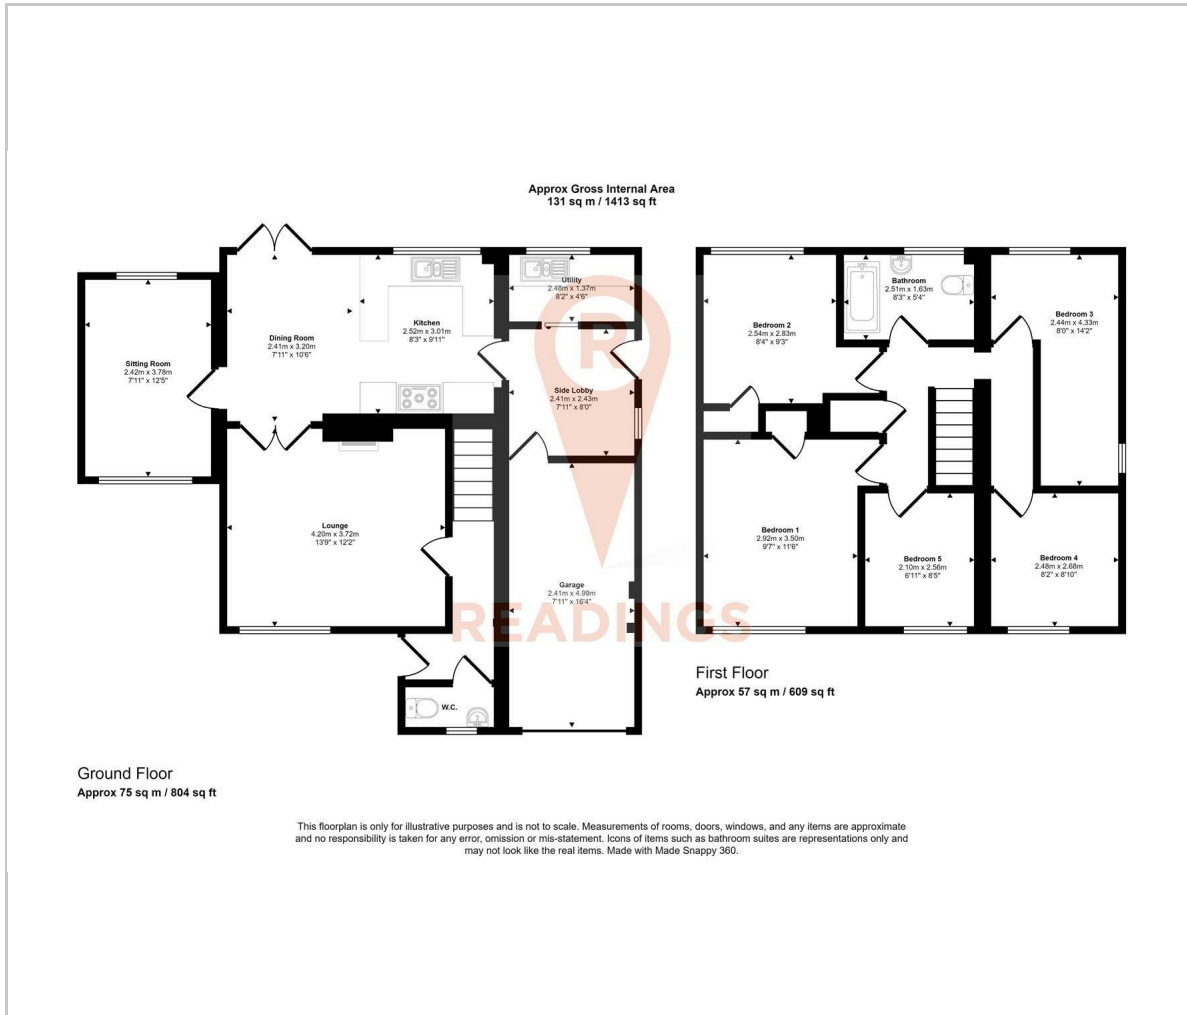 Approx Gross Internal Area
131 sq m / 1413 sq ft
Utility
2.48m x 1.37m
8'2" x 4'6"
Kitchen
2.52m x 3.01m
8'3" x 9'11"
Dining Room
2.41m x 3.20m
7'11" x 10'6"
Sitting Room
2.42m x 3.78m
7'11" x 12'5"
Side Lobby
2.41m x 2.43m
7'11" x 8'0"
Lounge
4.20m x 3.72m
13'9" x 12'2"
Garage
2.41m x 4.99m
7'11" x 16'4"
W.C.
Ground Floor
Approx 75 sq m / 804 sq ft
Bathroom
2.51m x 1.63m
8'3" x 5'4"
Bedroom 2
2.54m x 2.83m
8'4" x 9'3"
Bedroom 3
2.44m x 4.33m
8'0" x 14'2"
Bedroom 1
2.92m x 3.50m
9'7" x 11'6"
Bedroom 5
2.10m x 2.56m
6'11" x 8'5"
Bedroom 4
2.48m x 2.68m
8'2" x 8'10"
First Floor
Approx 57 sq m / 609 sq ft
R
READINGS
This floorplan is only for illustrative purposes and is not to scale. Measurements of rooms, doors, windows, and any items are approximate
and no responsibility is taken for any error, omission or mis-statement. Icons of items such as bathroom suites are representations only and
may not look like the real items. Made with Made Snappy 360.